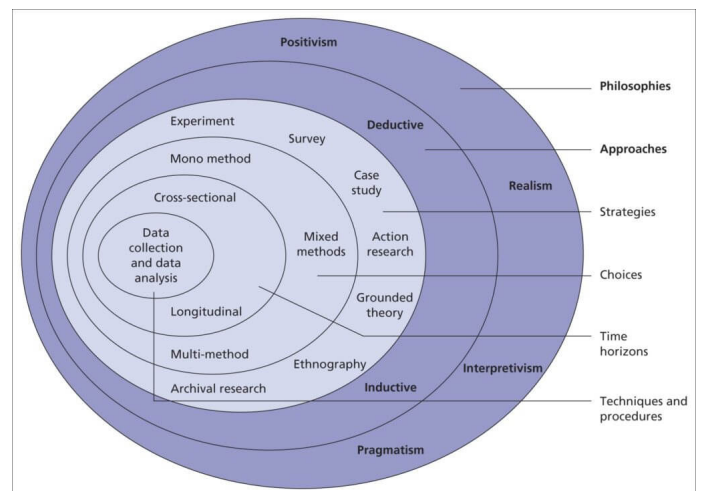 Positivism
Philosophies
Experiment
Deductive
Survey
Approaches
Mono method
Case
study
Realism
Cross-sectional
Strategies
Data
collection
and data
analysis
Mixed
methods
Action
research
Choices
Grounded
theory
Longitudinal
Time
horizons
Multi-method
Ethnography
Interpretivism
Archival research
Inductive
Techniques and
procedures
Pragmatism